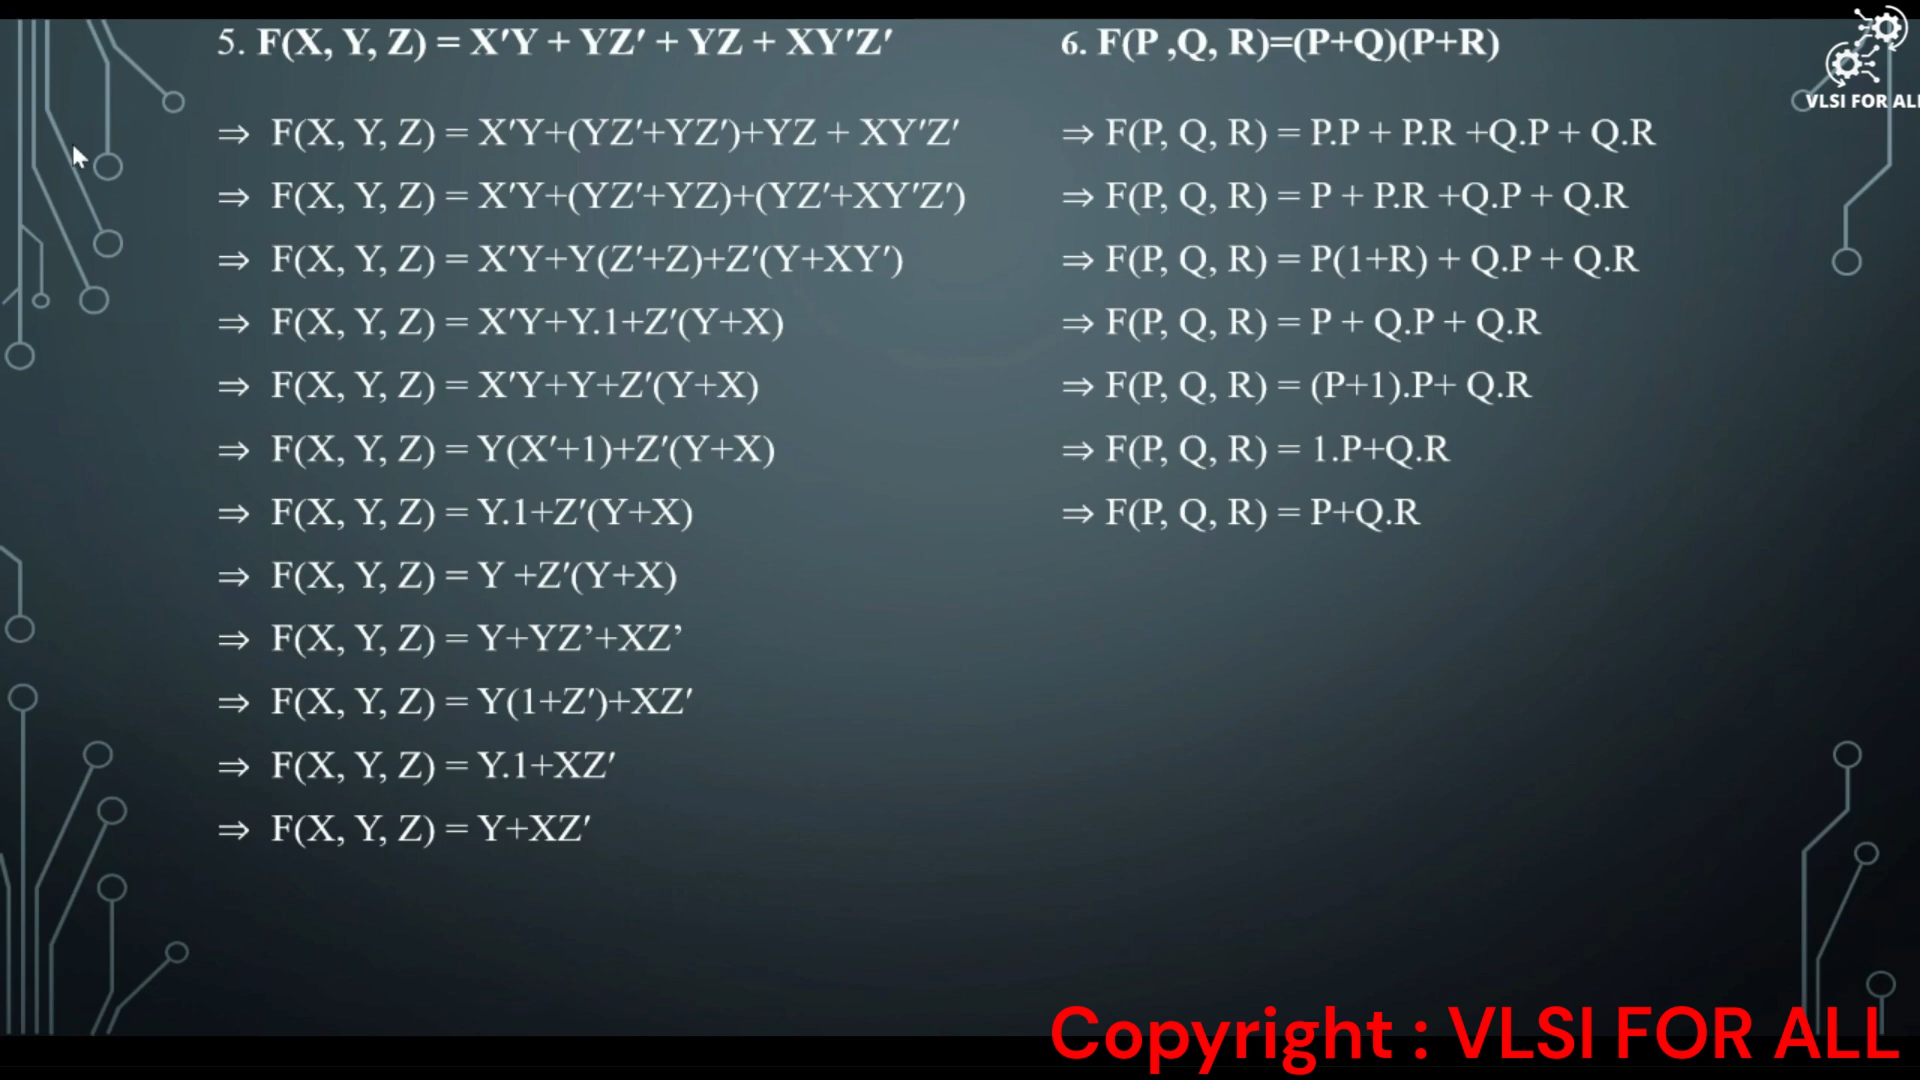 5. F(X, Y, Z) = X′Y + YZ′ + YZ + XY′Z′
⇒ F(X, Y, Z) = X′Y+(YZ′+YZ′)+YZ + XY′Z′
⇒ F(X, Y, Z) = X′Y+(YZ′+YZ)+(YZ′+XY′Z′)
⇒ F(X, Y, Z) = X′Y+Y(Z′+Z)+Z′(Y+XY′)
⇒ F(X, Y, Z) = X′Y+Y.1+Z′(Y+X)
⇒ F(X, Y, Z) = X′Y+Y+Z′(Y+X)
⇒ F(X, Y, Z) = Y(X′+1)+Z′(Y+X)
⇒ F(X, Y, Z) = Y.1+Z′(Y+X)
⇒ F(X, Y, Z) = Y +Z′(Y+X)
⇒ F(X, Y, Z) = Y+YZ’+XZ’
⇒ F(X, Y, Z) = Y(1+Z′)+XZ′
⇒ F(X, Y, Z) = Y.1+XZ′
⇒ F(X, Y, Z) = Y+XZ′
6. F(P ,Q, R)=(P+Q)(P+R)
⇒ F(P, Q, R) = P.P + P.R +Q.P + Q.R
⇒ F(P, Q, R) = P + P.R +Q.P + Q.R
⇒ F(P, Q, R) = P(1+R) + Q.P + Q.R
⇒ F(P, Q, R) = P + Q.P + Q.R
⇒ F(P, Q, R) = (P+1).P+ Q.R
⇒ F(P, Q, R) = 1.P+Q.R
⇒ F(P, Q, R) = P+Q.R
VLSI FOR ALL
Copyright : VLSI FOR ALL